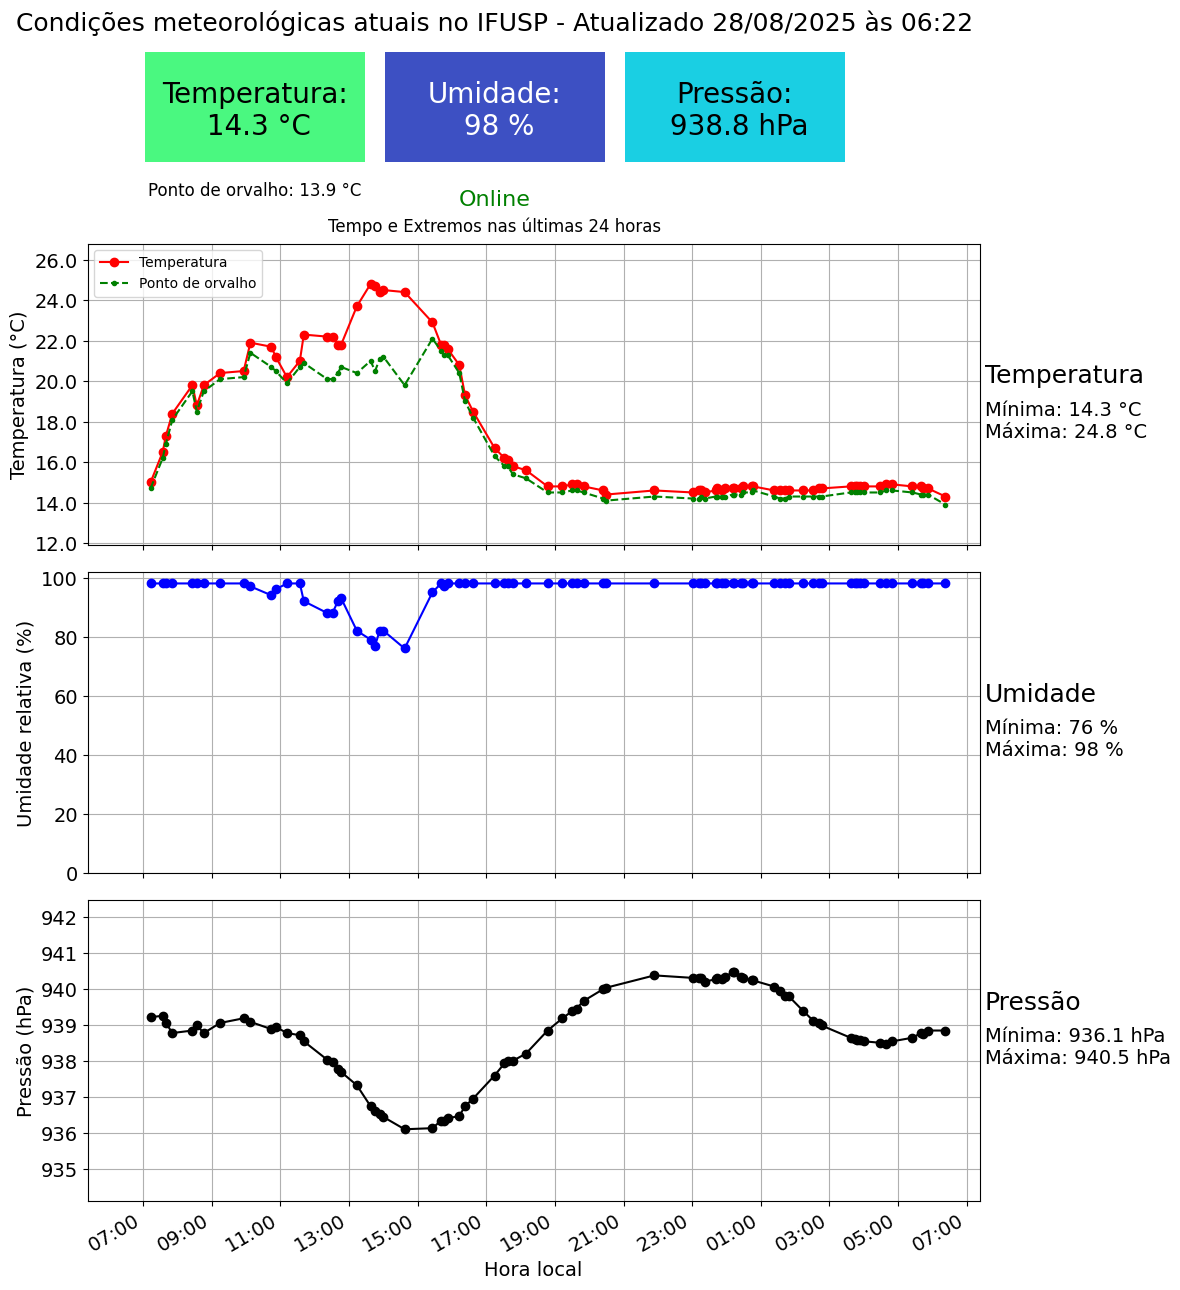 Condições meteorológicas atuais no IFUSP - Atualizado 28/08/2025 às 06:22
Temperatura:
14.3 °C
Umidade:
98 %
Pressão:
938.8 hPa
Ponto de orvalho: 13.9 °C
Online
Tempo e Extremos nas últimas 24 horas
Temperatura (°C)
26.0
24.0
22.0
20.0
18.0
16.0
14.0
12.0
Temperatura
Ponto de orvalho
Temperatura
Mínima: 14.3 °C
Máxima: 24.8 °C
Umidade relativa (%)
100
80
60
40
20
0
Umidade
Mínima: 76 %
Máxima: 98 %
Pressão (hPa)
942
941
940
939
938
937
936
935
Pressão
Mínima: 936.1 hPa
Máxima: 940.5 hPa
07:00 09:00 11:00 13:00 15:00 17:00 19:00 21:00 23:00 01:00 03:00 05:00 07:00
Hora local